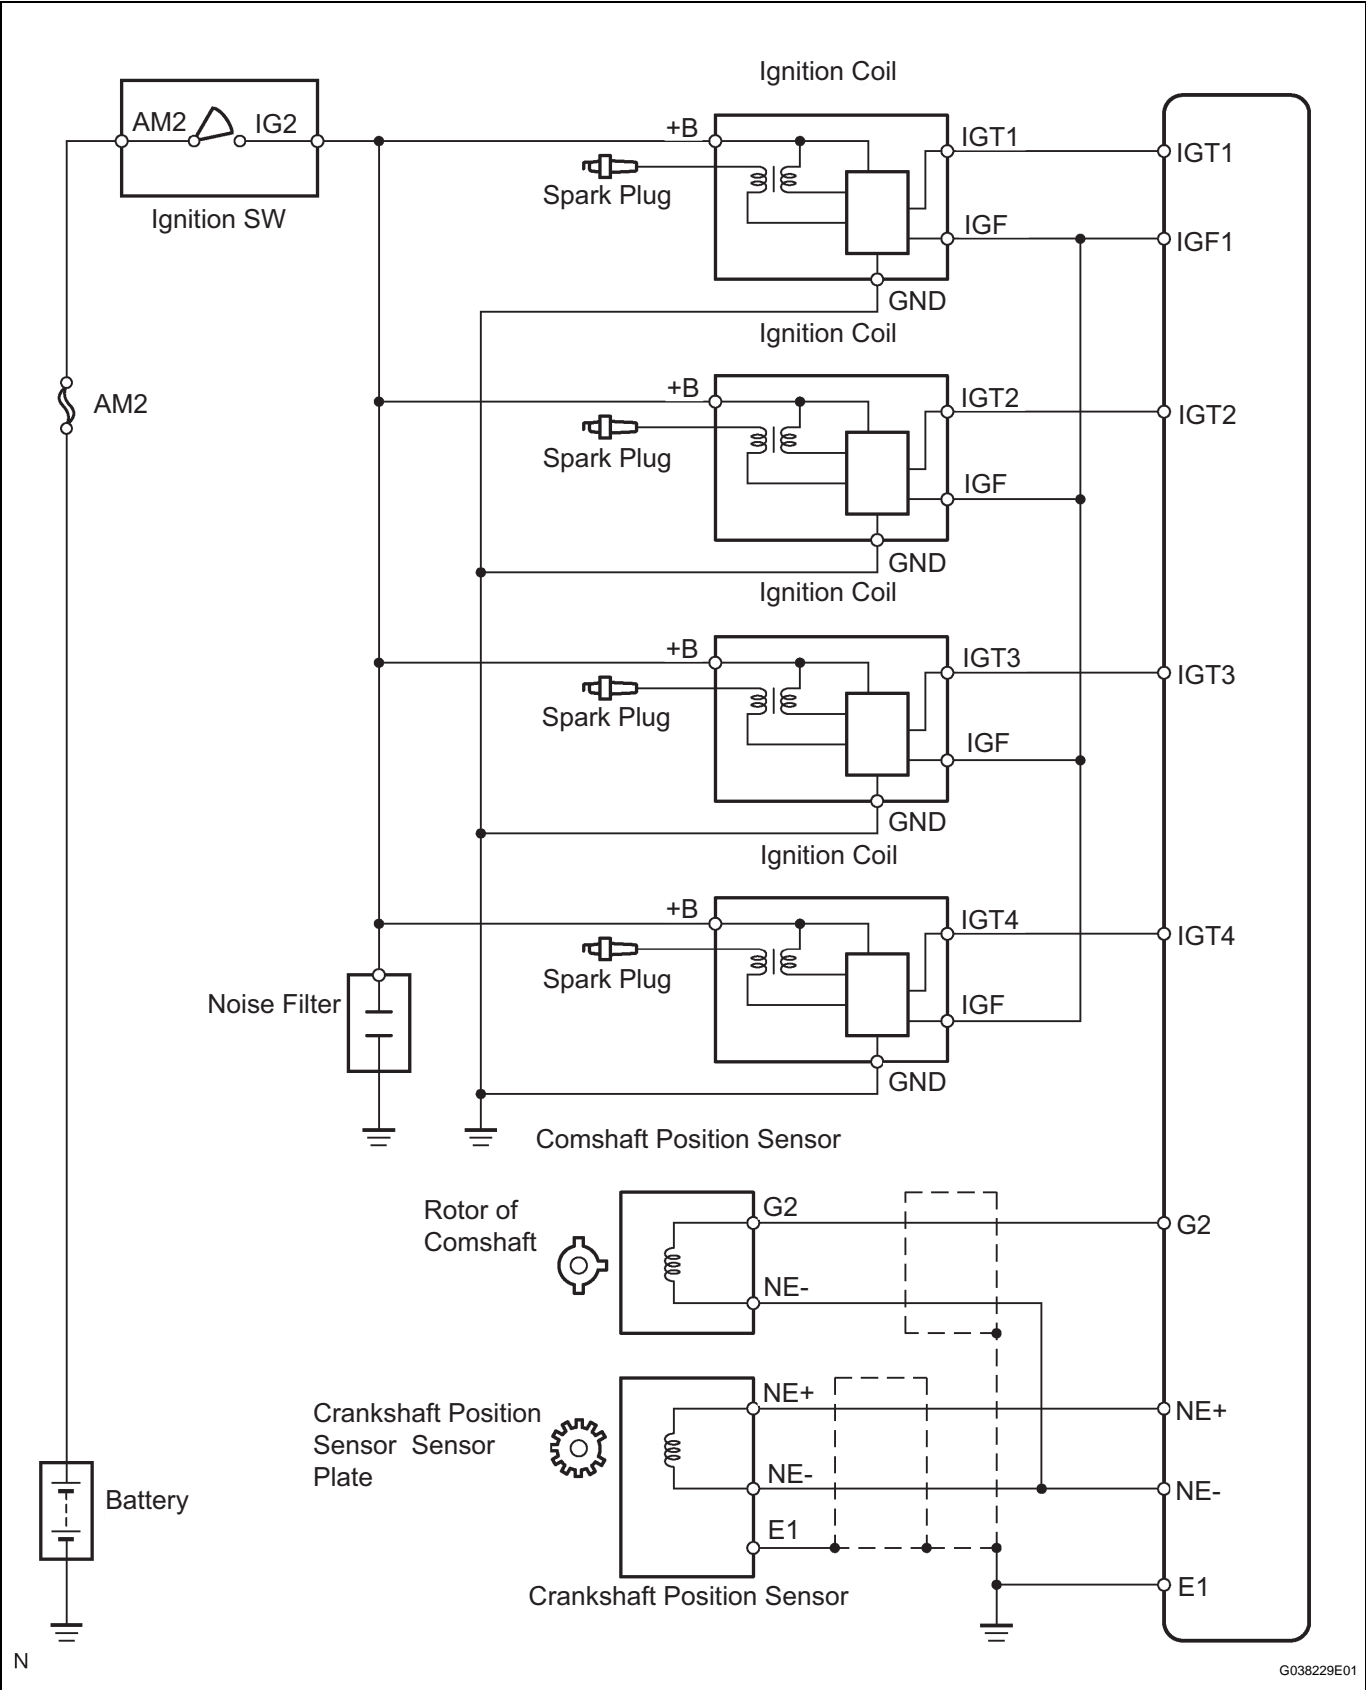 Ignition Coil
AM2
IG2
Ignition SW
+B
Spark Plug
IGT1
IGF
GND
IGT1
IGF1
Ignition Coil
AM2
+B
Spark Plug
IGT2
IGF
GND
IGT2
Ignition Coil
+B
Spark Plug
IGT3
IGF
GND
IGT3
Ignition Coil
+B
Spark Plug
IGT4
IGF
GND
IGT4
Noise Filter
Comshaft Position Sensor
Rotor of
Comshaft
G2
NE-
G2
Crankshaft Position
Sensor Sensor
Plate
NE+
NE-
E1
NE+
NE-
E1
Crankshaft Position Sensor
Battery
N
G038229E01